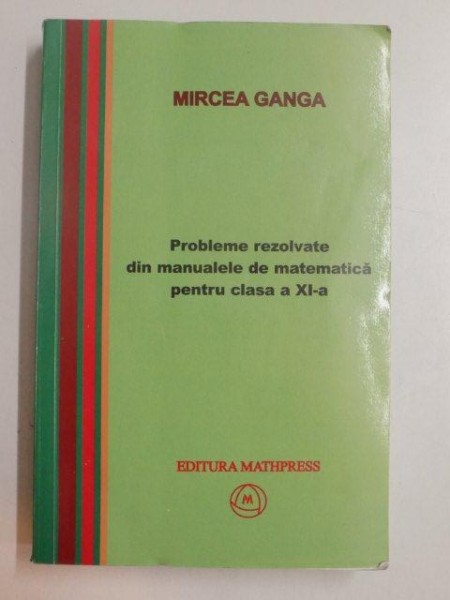 MIRCEA GANGA
Probleme rezolvate
din manualele de matematică
pentru clasa a XI-a
EDITURA MATHPRESS
M